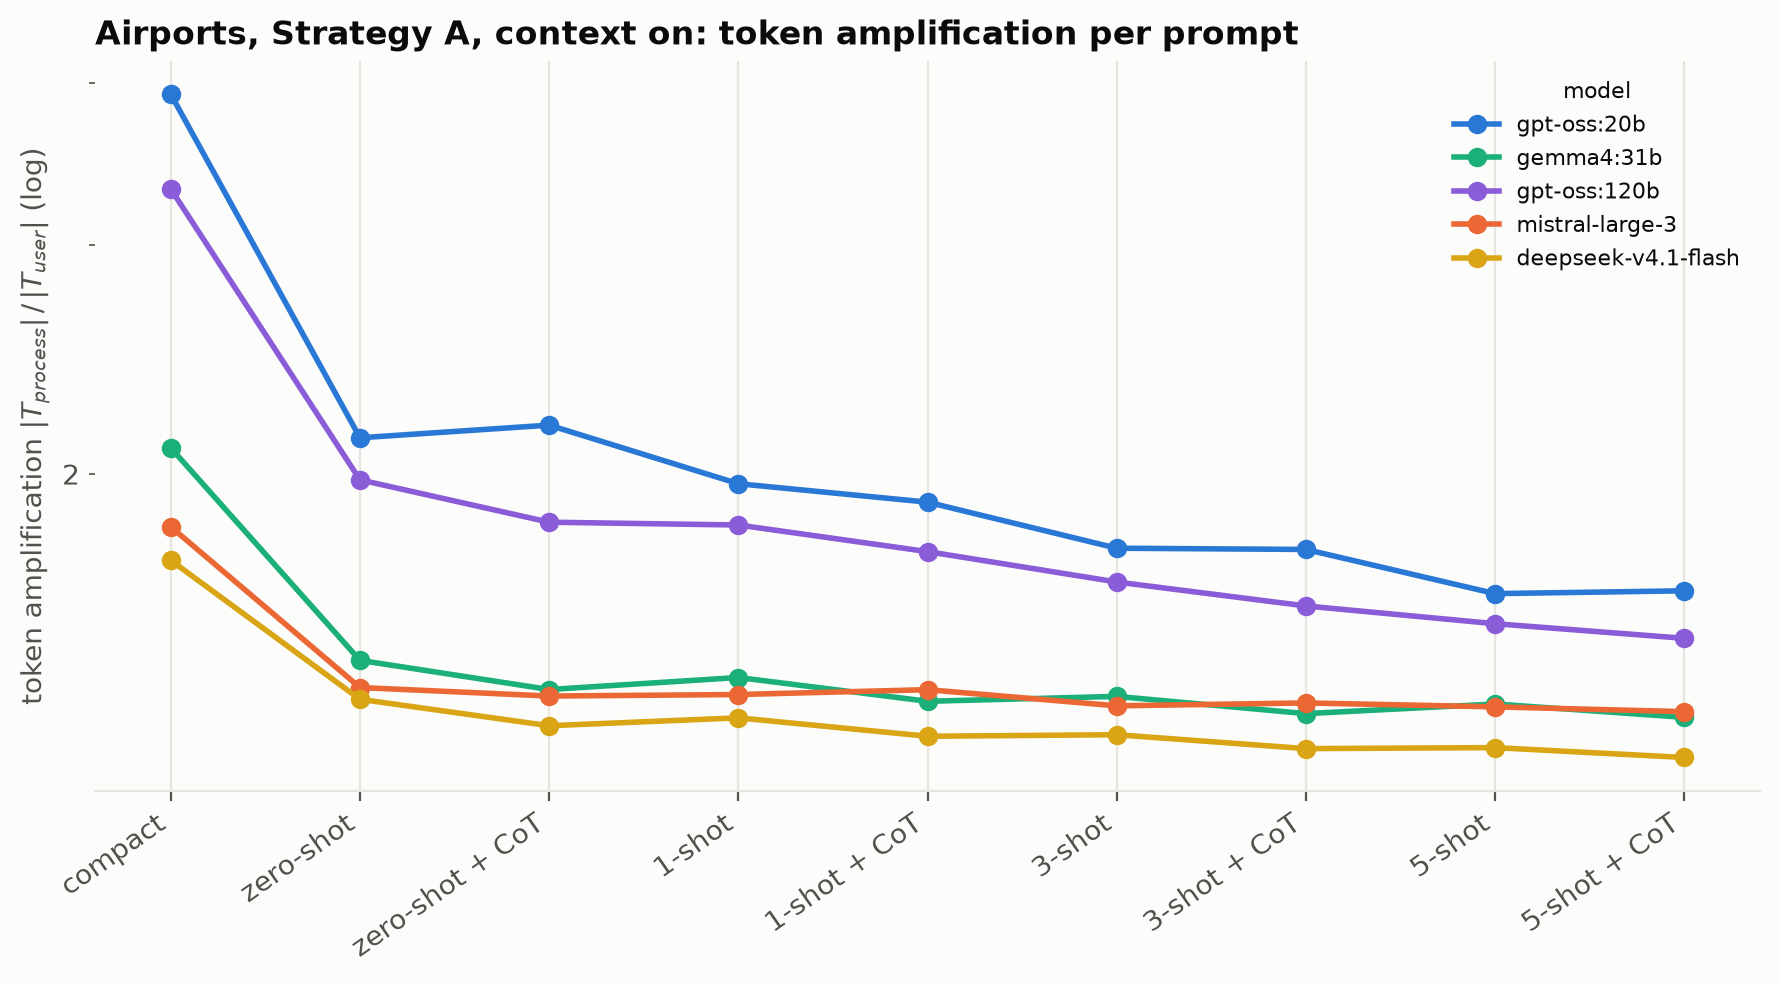 Airports, Strategy A, context on: token amplification per prompt
token amplification |T_process| / |T_user| (log)
2
model
gpt-oss:20b
gemma4:31b
gpt-oss:120b
mistral-large-3
deepseek-v4.1-flash
compact
zero-shot
zero-shot + CoT
1-shot
1-shot + CoT
3-shot
3-shot + CoT
5-shot
5-shot + CoT